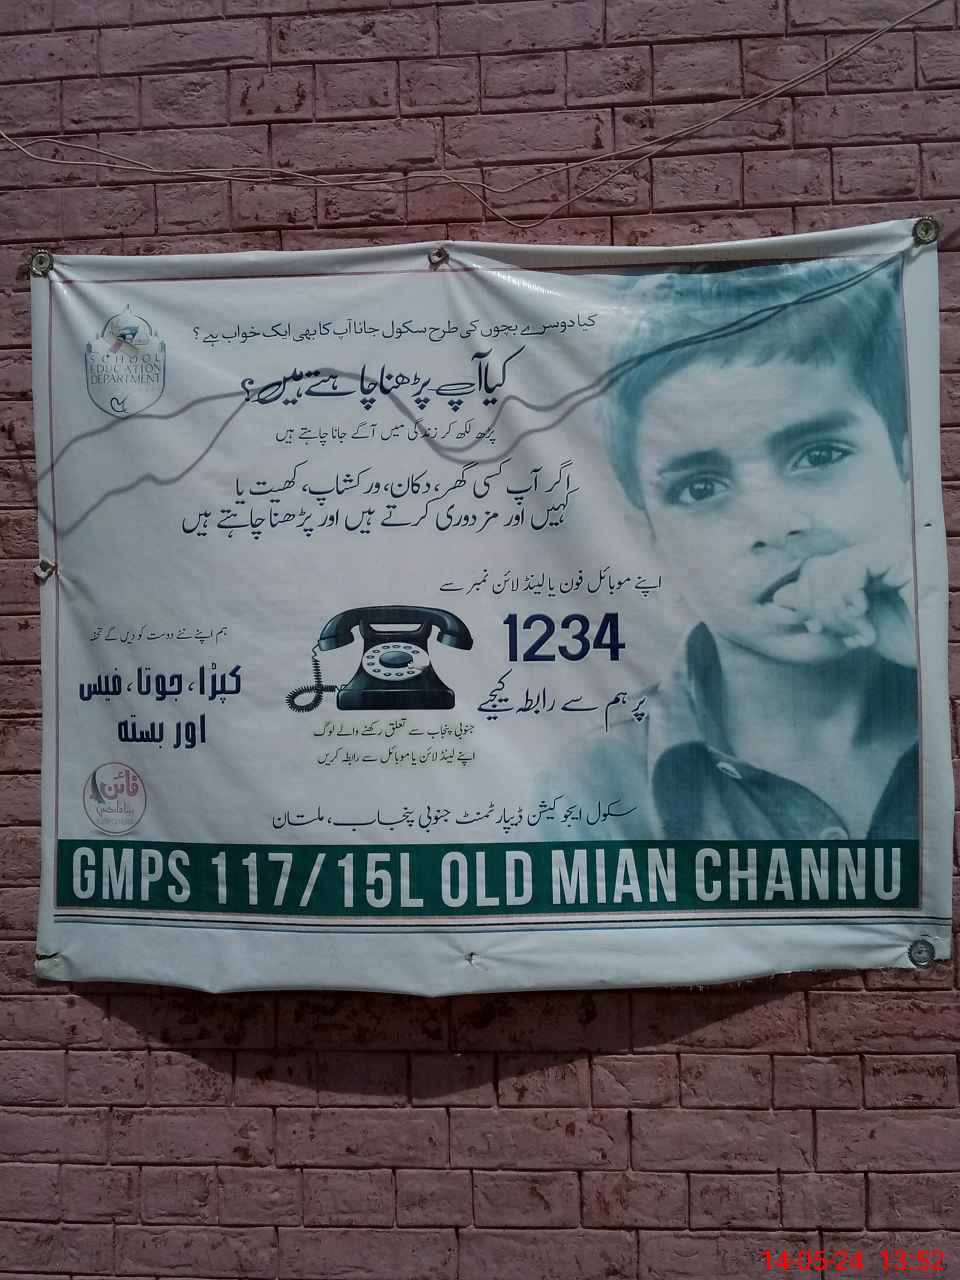 کیا دوسرے بچوں کی طرح سکول جانا آپ کا بھی ایک خواب ہے؟
SCHOOL
EDUCATION
DEPARTMENT
کیا آپ پڑھنا چاہتے ہیں؟
پڑھ لکھ کر زندگی میں آگے جانا چاہتے ہیں
اگر آپ کسی گھر، دکان، ورکشاپ، کھیت یا
کہیں اور مزدوری کرتے ہیں اور پڑھنا چاہتے ہیں
اپنے موبائل فون یا لینڈ لائن نمبر سے
1234
پر ہم سے رابطہ کیجیے
ہم اپنے نئے دوست کو دیں گے تحفہ
کپڑا، جوتا، فیس
اور بستہ
جنوبی پنجاب سے تعلق رکھنے والے لوگ
اپنے لینڈ لائن یا موبائل سے رابطہ کریں
سکول ایجوکیشن ڈیپارٹمنٹ جنوبی پنجاب، ملتان
GMPS 117/15L OLD MIAN CHANNU
14-05-24 13:52